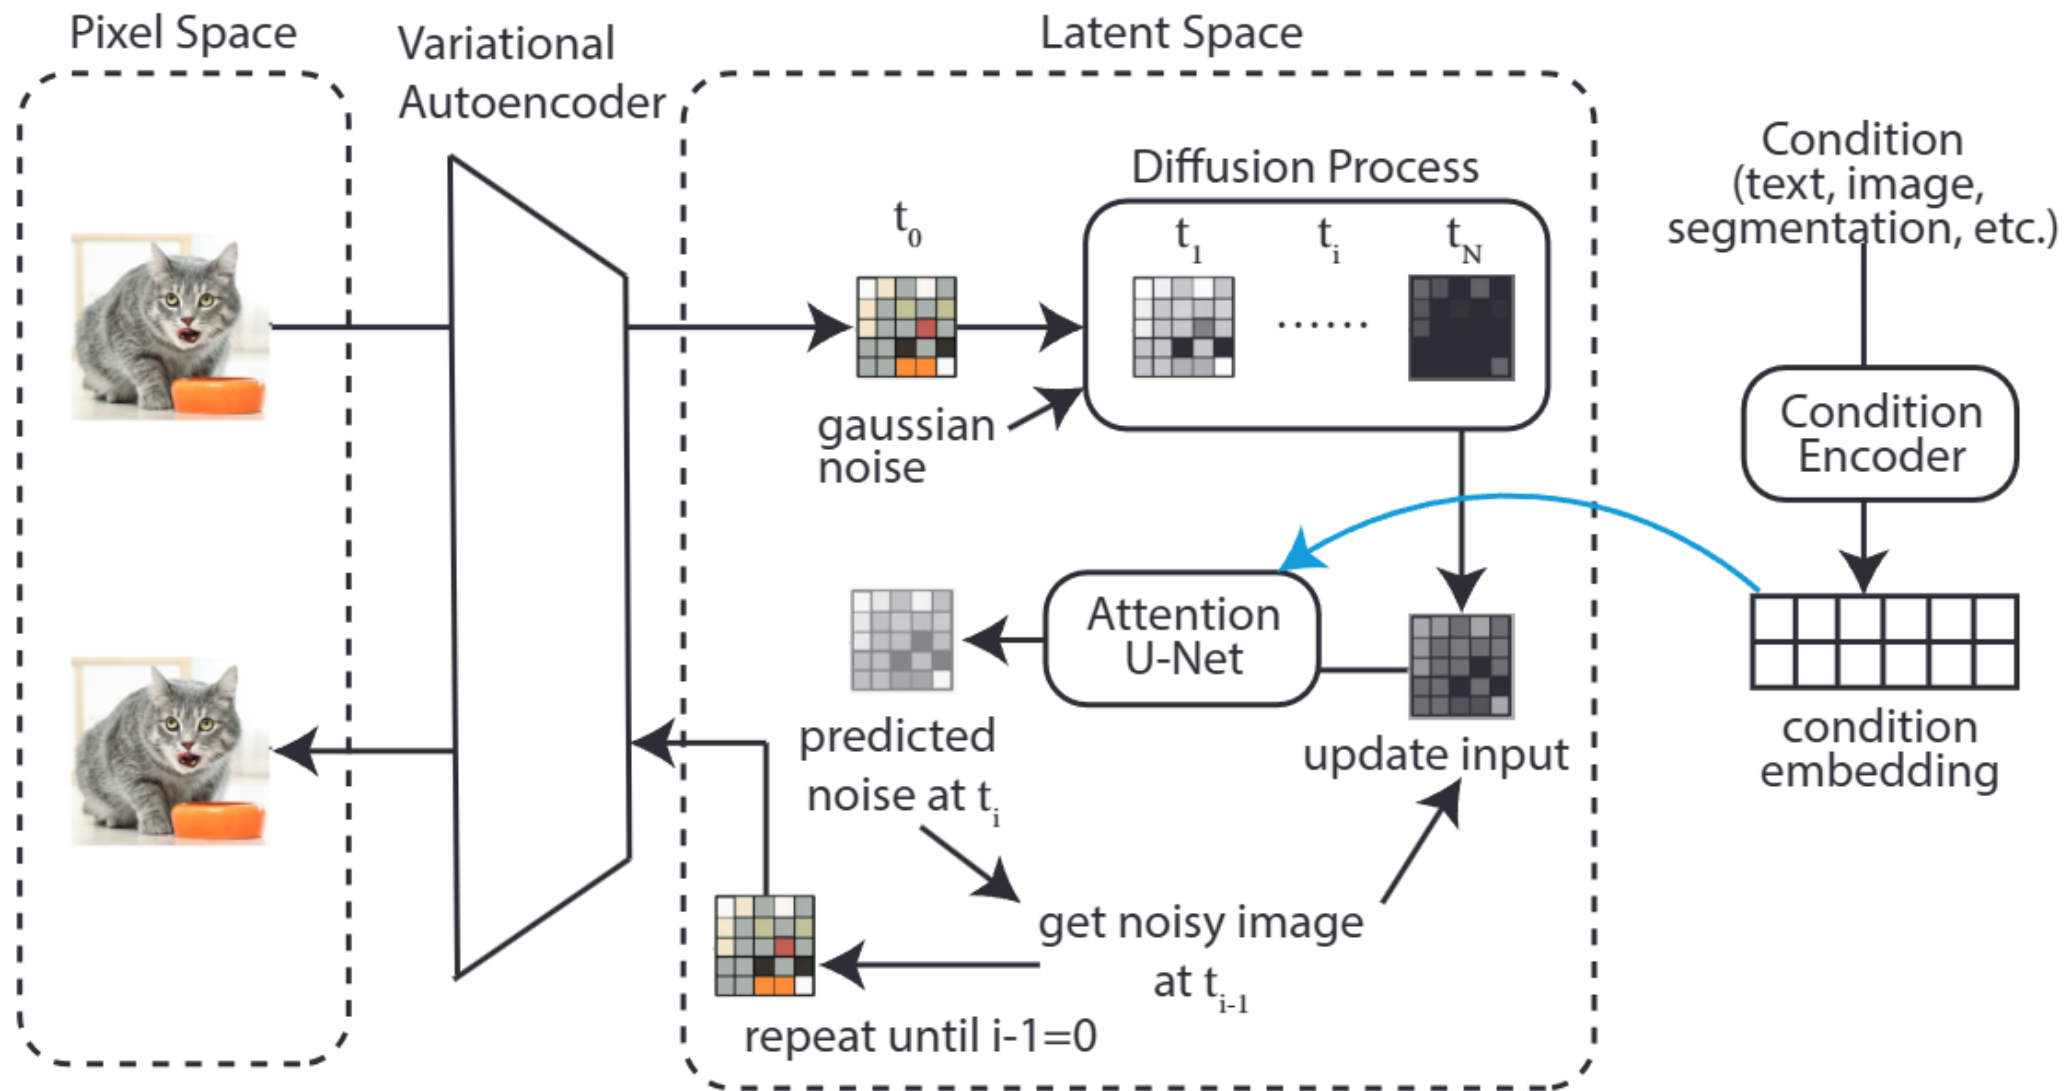 Pixel Space
Variational
Autoencoder
Latent Space
Diffusion Process
t₀
t₁
tᵢ
t_N
......
gaussian
noise
Condition
(text, image,
segmentation, etc.)
Condition
Encoder
condition
embedding
Attention
U-Net
update input
predicted
noise at tᵢ
get noisy image
at tᵢ₋₁
repeat until i-1=0